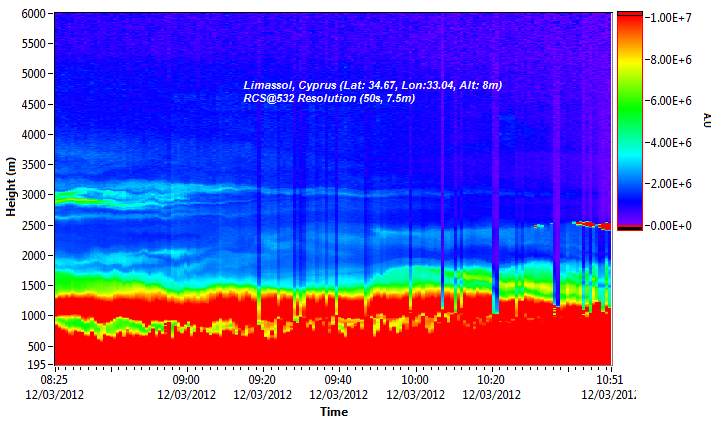 6000
5500
5000
4500
4000
3500
3000
2500
2000
1500
1000
500
195
Height (m)
Limassol, Cyprus (Lat: 34.67, Lon:33.04, Alt: 8m)
RCS@532 Resolution (50s, 7.5m)
1.00E+7
8.00E+6
6.00E+6
4.00E+6
2.00E+6
0.00E+0
A.U
08:25 09:00 09:20 09:40 10:00 10:20 10:51
12/03/2012 12/03/2012 12/03/2012 12/03/2012 12/03/2012 12/03/2012 12/03/2012
Time